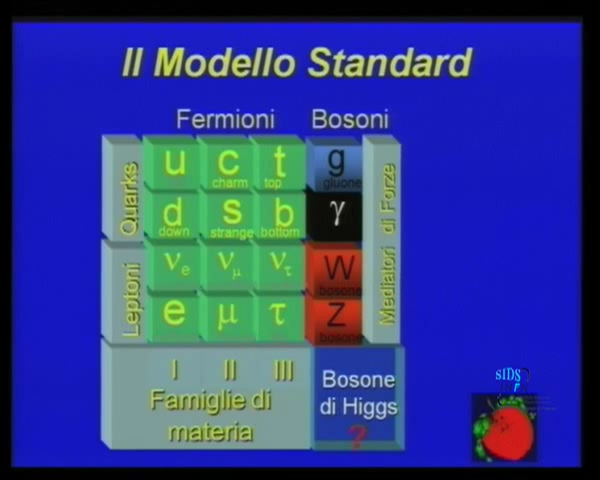 Il Modello Standard
Fermioni Bosoni
Quarks
u c t g
charm top gluone
d s b γ
down strange bottom
Mediatori di Forze
Leptoni
νe νμ ντ W
bosone
e μ τ Z
bosone
I II III
Famiglie di
materia
Bosone
di Higgs
?
SIDS